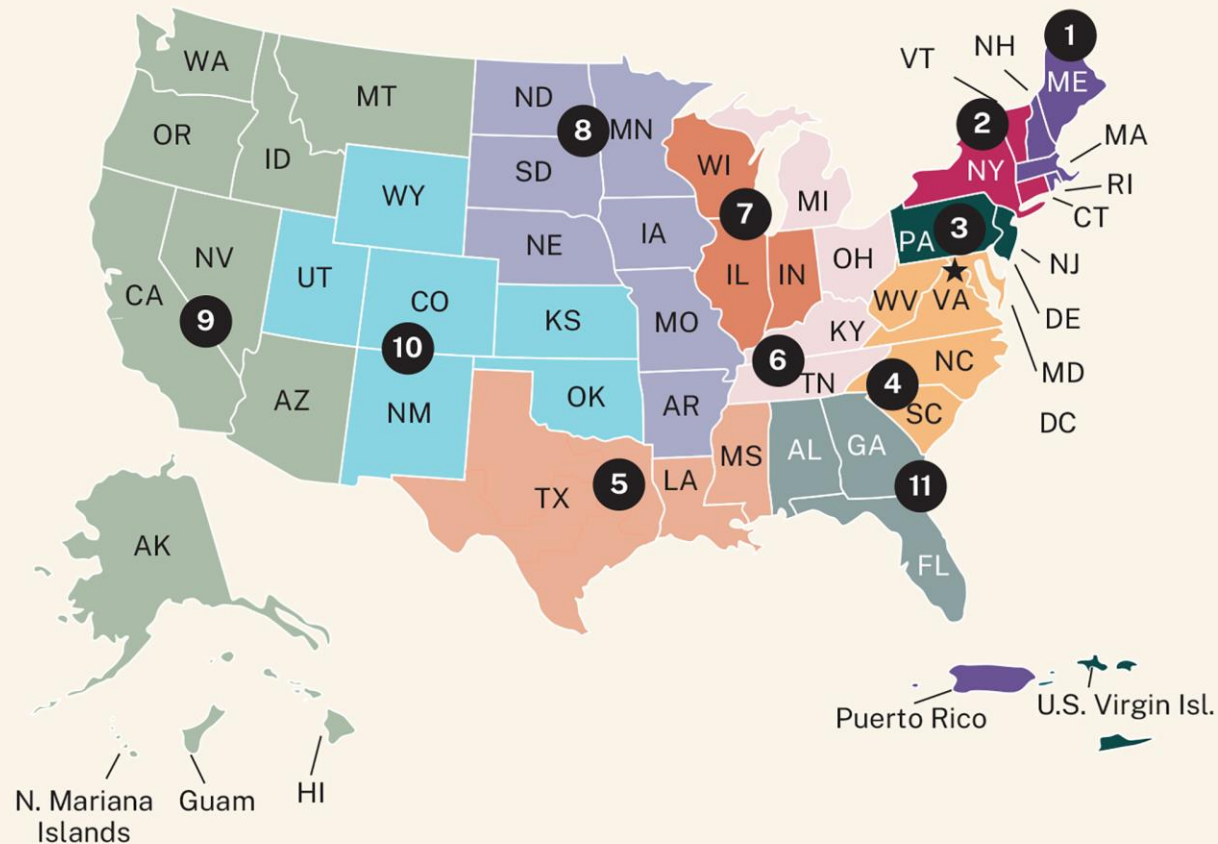 1
NH
VT
ME
WA
MT
ND
8
MN
2
OR
ID
SD
WI
MA
NY
WY
MI
7
RI
CT
NE
IA
3
PA
NV
UT
OH
NJ
IL
IN
CA
CO
WV
VA
DE
9
KS
MO
KY
10
6
TN
NC
MD
4
AZ
NM
OK
AR
SC
DC
MS
AL
GA
TX
5
LA
11
AK
FL
Puerto Rico
U.S. Virgin Isl.
N. Mariana
Islands
Guam
HI